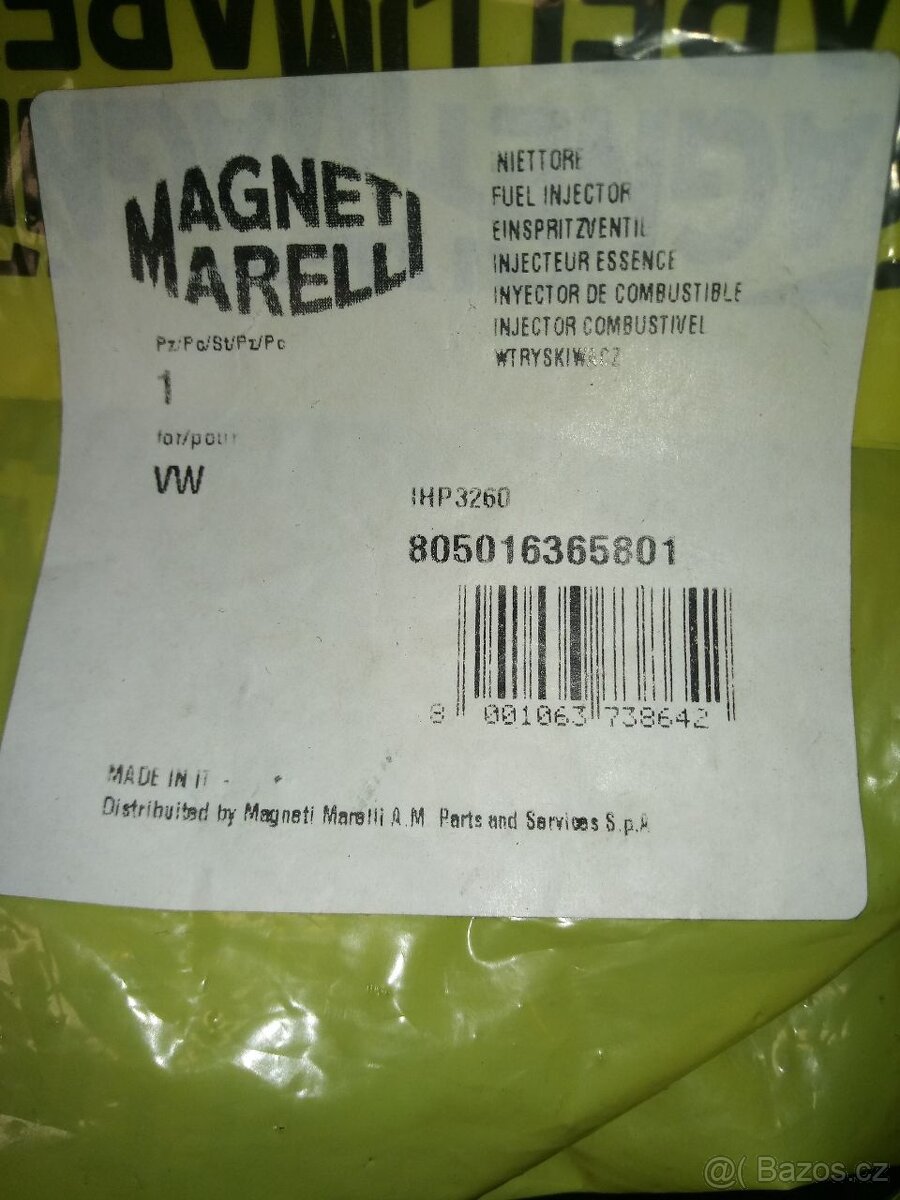 MAGNETI
MARELLI
INIETTORE
FUEL INJECTOR
EINSPRITZVENTIL
INJECTEUR ESSENCE
INYECTOR DE COMBUSTIBLE
INJECTOR COMBUSTIVEL
WTRYSKIWACZ
Pz/Pc/St/Pz/Pc
1
for/pour
VW
IHP3260
805016365801
8 001063 738642
MADE IN IT
Distribuited by Magneti Marelli A.M. Parts and Services S.p.A
@( Bazos.cz